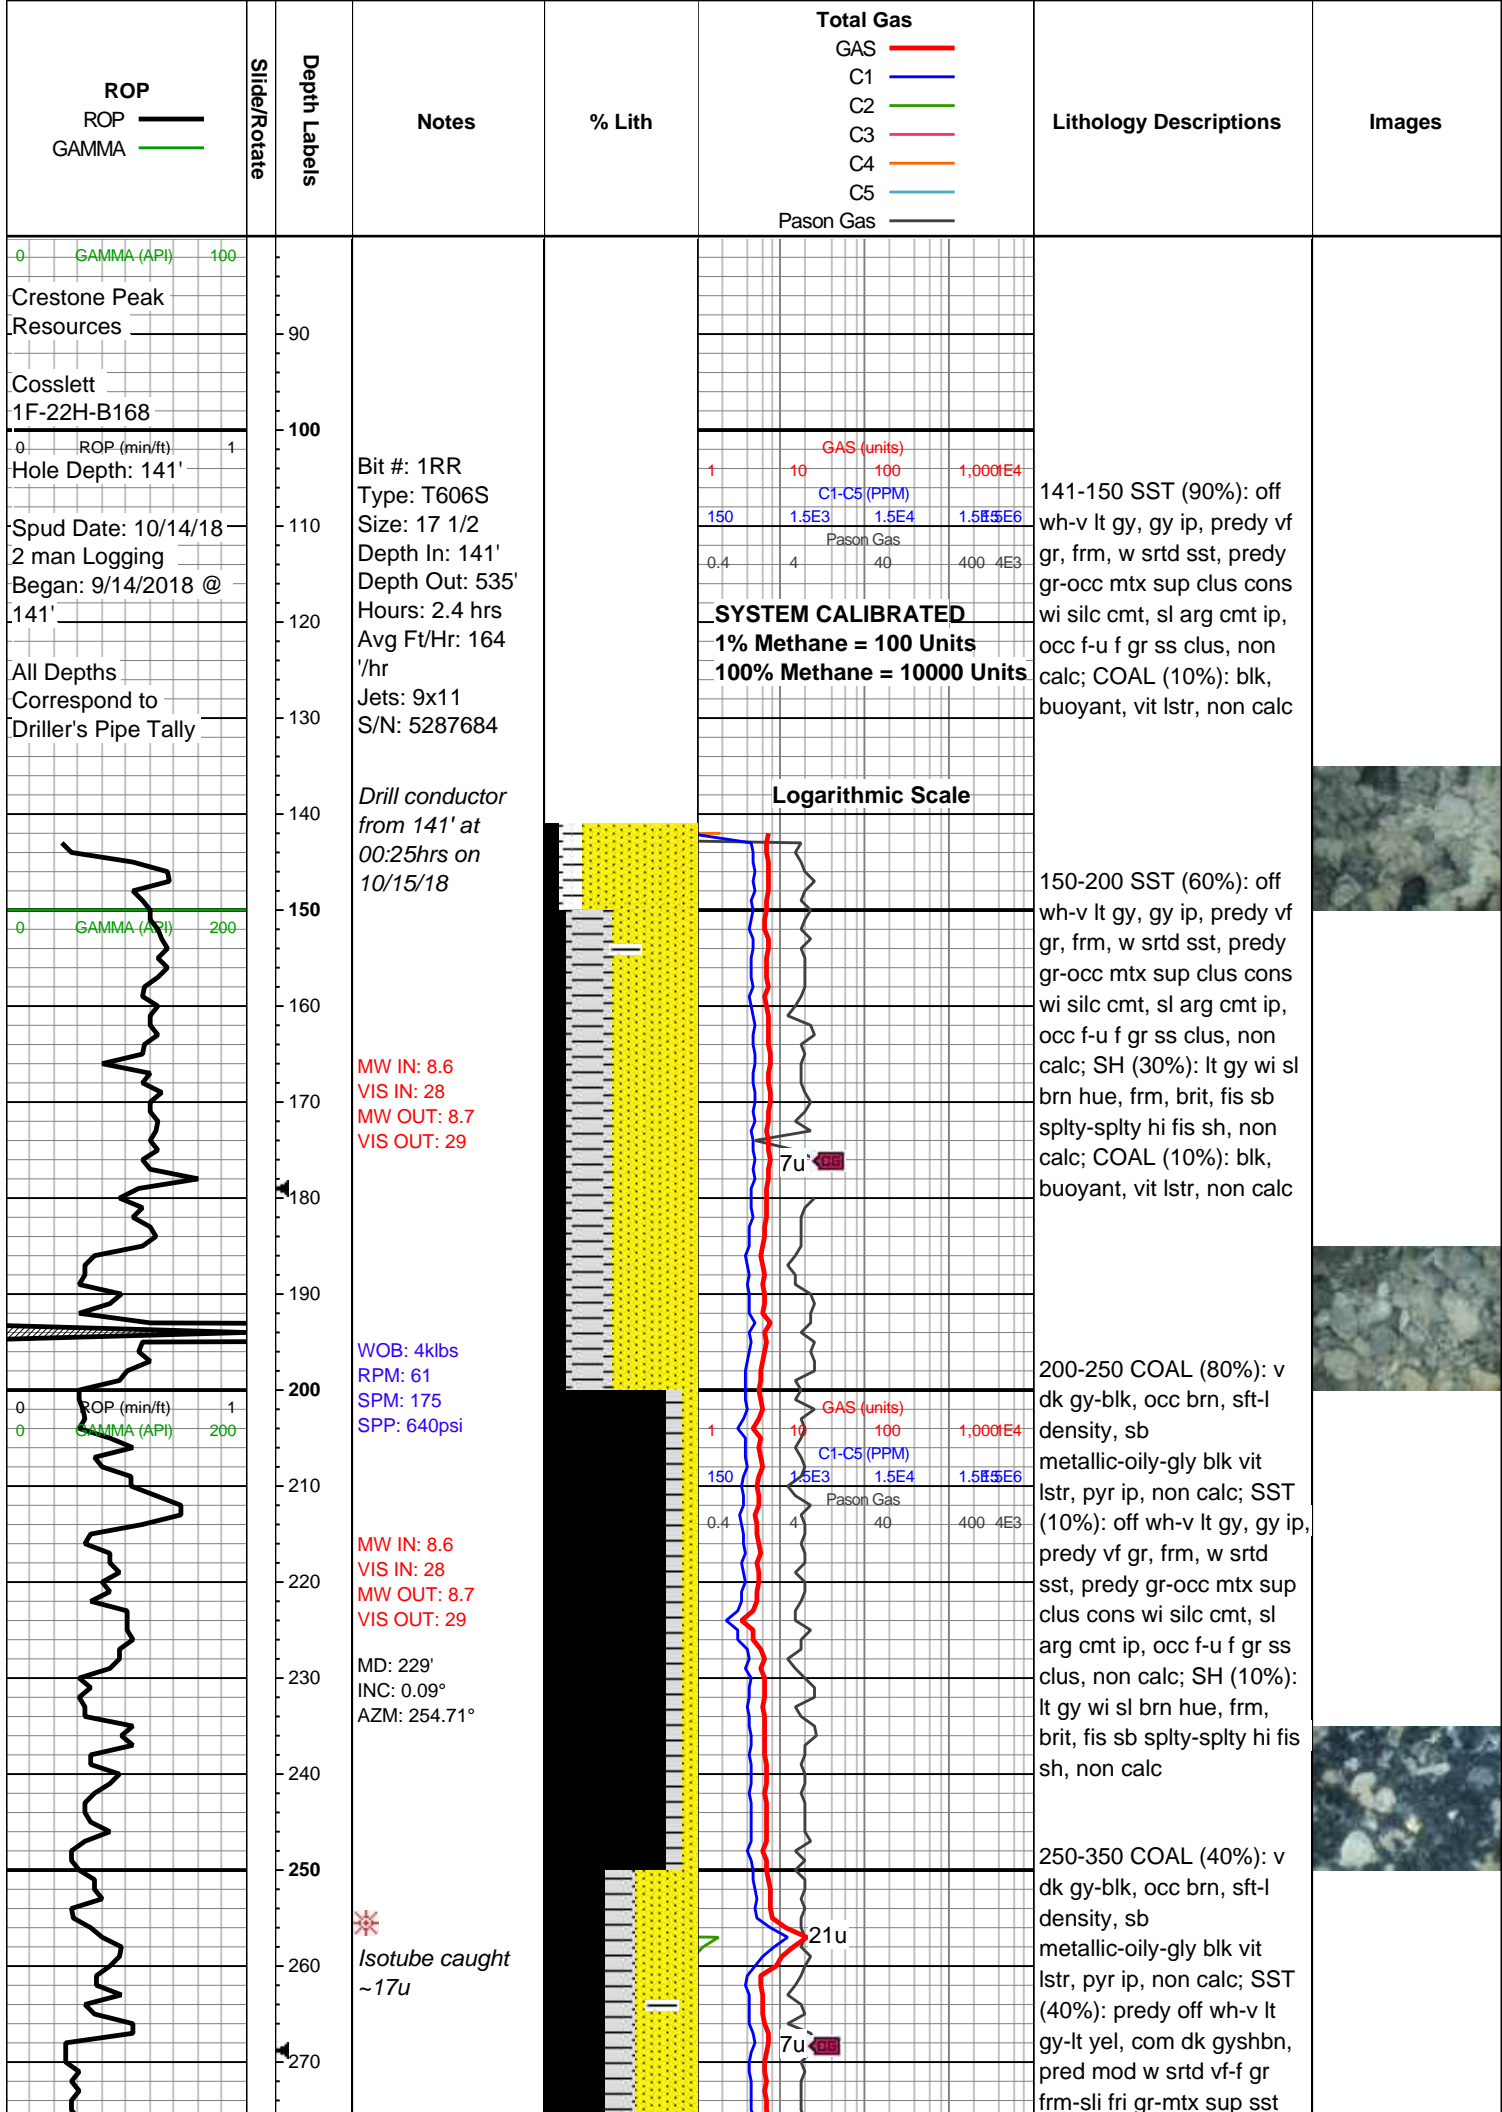 ROP
ROP
GAMMA
Slide/Rotate
Depth Labels
Notes
% Lith
Total Gas
GAS
C1
C2
C3
C4
C5
Pason Gas
Lithology Descriptions
Images
0 GAMMA (API) 100
Crestone Peak
Resources
Cosslett
1F-22H-B168
0 ROP (min/ft) 1
Hole Depth: 141'
Spud Date: 10/14/18
2 man Logging
Began: 9/14/2018 @
141'
All Depths
Correspond to
Driller's Pipe Tally
0 GAMMA (API) 200
0 ROP (min/ft) 1
0 GAMMA (API) 200
90
100
110
120
130
140
150
160
170
180
190
200
210
220
230
240
250
260
270
Bit #: 1RR
Type: T606S
Size: 17 1/2
Depth In: 141'
Depth Out: 535'
Hours: 2.4 hrs
Avg Ft/Hr: 164
'/hr
Jets: 9x11
S/N: 5287684
Drill conductor
from 141' at
00:25hrs on
10/15/18
MW IN: 8.6
VIS IN: 28
MW OUT: 8.7
VIS OUT: 29
WOB: 4klbs
RPM: 61
SPM: 175
SPP: 640psi
MW IN: 8.6
VIS IN: 28
MW OUT: 8.7
VIS OUT: 29
MD: 229'
INC: 0.09°
AZM: 254.71°
Isotube caught
~17u
GAS (units)
1 10 100 1,000 1E4
C1-C5 (PPM)
150 1.5E3 1.5E4 1.5E5 1.5E6
Pason Gas
0.4 4 40 400 4E3
SYSTEM CALIBRATED
1% Methane = 100 Units
100% Methane = 10000 Units
Logarithmic Scale
7u
GAS (units)
1 10 100 1,000 1E4
C1-C5 (PPM)
150 1.5E3 1.5E4 1.5E5 1.5E6
Pason Gas
0.4 4 40 400 4E3
21u
7u
141-150 SST (90%): off
wh-v lt gy, gy ip, predy vf
gr, frm, w srtd sst, predy
gr-occ mtx sup clus cons
wi silc cmt, sl arg cmt ip,
occ f-u f gr ss clus, non
calc; COAL (10%): blk,
buoyant, vit lstr, non calc
150-200 SST (60%): off
wh-v lt gy, gy ip, predy vf
gr, frm, w srtd sst, predy
gr-occ mtx sup clus cons
wi silc cmt, sl arg cmt ip,
occ f-u f gr ss clus, non
calc; SH (30%): lt gy wi sl
brn hue, frm, brit, fis sb
splty-splty hi fis sh, non
calc; COAL (10%): blk,
buoyant, vit lstr, non calc
200-250 COAL (80%): v
dk gy-blk, occ brn, sft-l
density, sb
metallic-oily-gly blk vit
lstr, pyr ip, non calc; SST
(10%): off wh-v lt gy, gy ip,
predy vf gr, frm, w srtd
sst, predy gr-occ mtx sup
clus cons wi silc cmt, sl
arg cmt ip, occ f-u f gr ss
clus, non calc; SH (10%):
lt gy wi sl brn hue, frm,
brit, fis sb splty-splty hi fis
sh, non calc
250-350 COAL (40%): v
dk gy-blk, occ brn, sft-l
density, sb
metallic-oily-gly blk vit
lstr, pyr ip, non calc; SST
(40%): predy off wh-v lt
gy-lt yel, com dk gyshbn,
pred mod w srtd vf-f gr
frm-sli fri gr-mtx sup sst